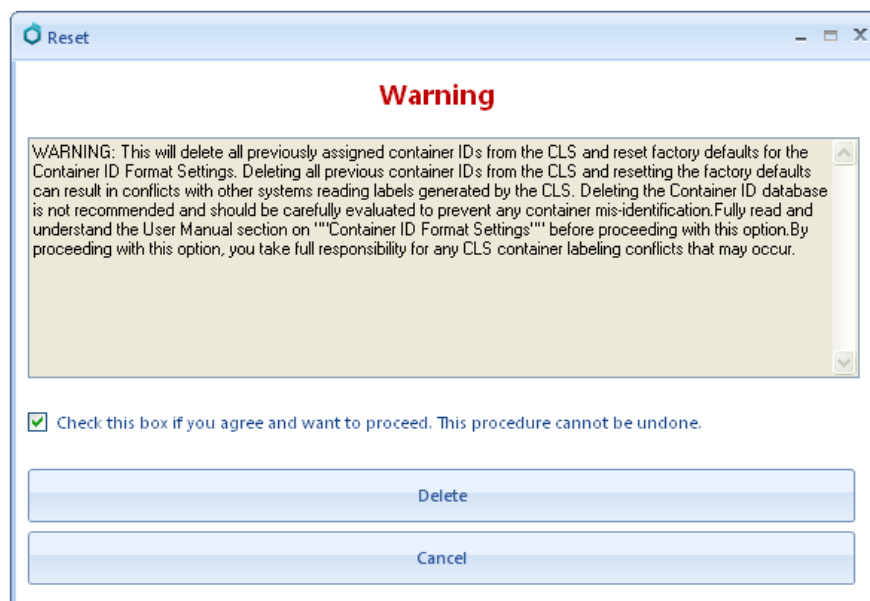 Reset
Warning
WARNING: This will delete all previously assigned container IDs from the CLS and reset factory defaults for the
Container ID Format Settings. Deleting all previous container IDs from the CLS and resetting the factory defaults
can result in conflicts with other systems reading labels generated by the CLS. Deleting the Container ID database
is not recommended and should be carefully evaluated to prevent any container mis-identification.Fully read and
understand the User Manual section on """Container ID Format Settings""" before proceeding with this option.By
proceeding with this option, you take full responsibility for any CLS container labeling conflicts that may occur.
Check this box if you agree and want to proceed. This procedure cannot be undone.
Delete
Cancel